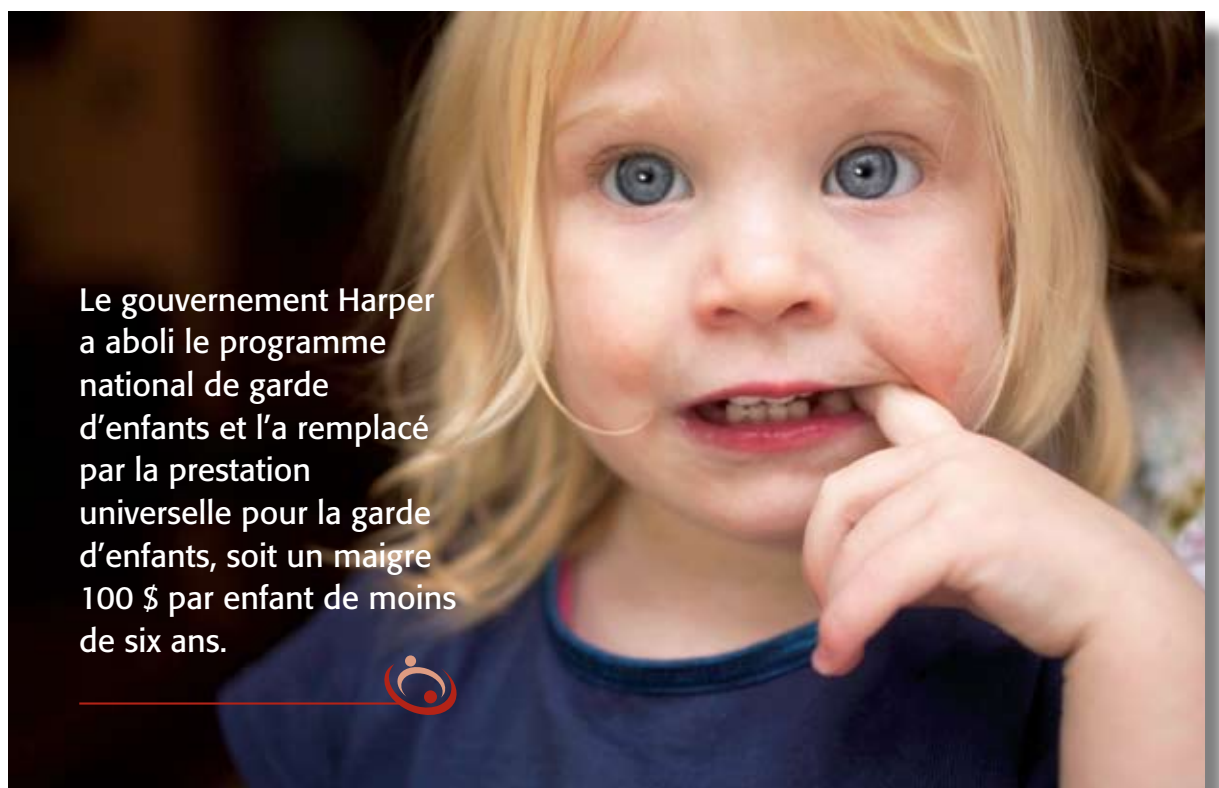 Le gouvernement Harper
a aboli le programme
national de garde
d’enfants et l’a remplacé
par la prestation
universelle pour la garde
d’enfants, soit un maigre
100 $ par enfant de moins
de six ans.